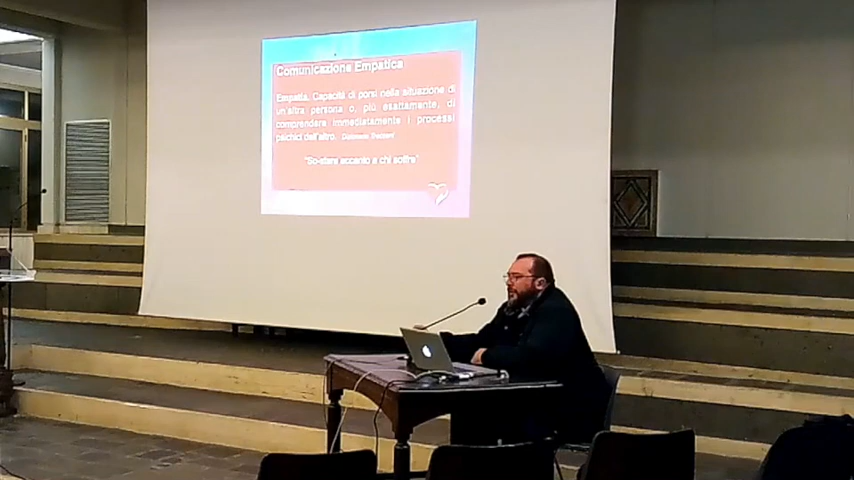 Comunicazione Empatica
Empatia. Capacità di porsi nella situazione di
un'altra persona o, più esattamente, di
comprendere immediatamente i processi
psichici dell'altro.
"So-stare accanto a chi soffre"